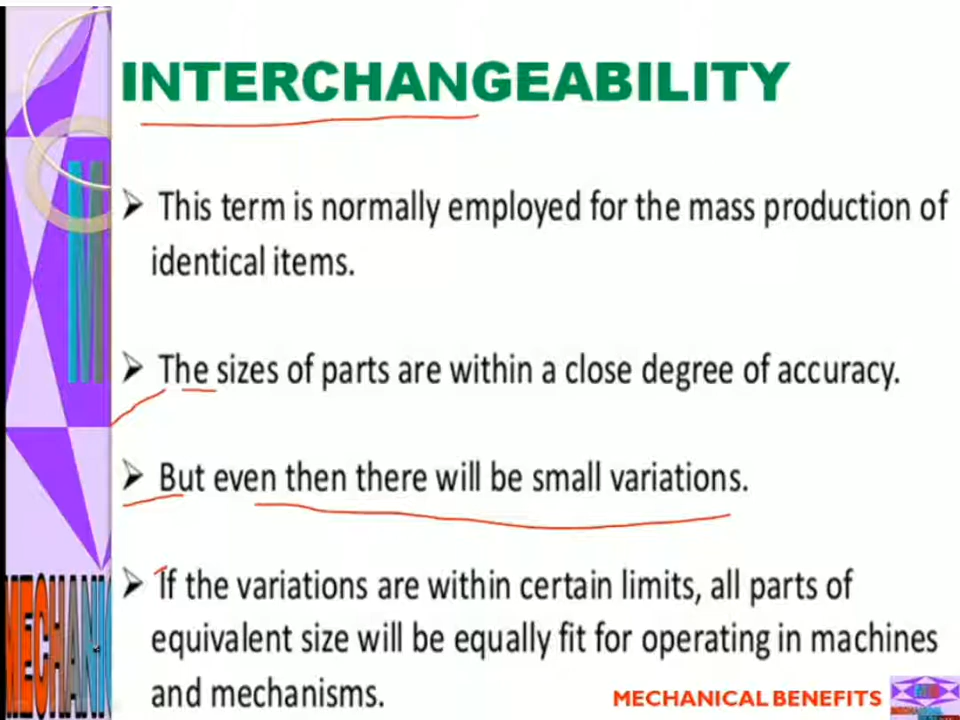 INTERCHANGEABILITY
➢ This term is normally employed for the mass production of
identical items.
➢ The sizes of parts are within a close degree of accuracy.
➢ But even then there will be small variations.
➢ If the variations are within certain limits, all parts of
equivalent size will be equally fit for operating in machines
and mechanisms.
MECHANICAL BENEFITS